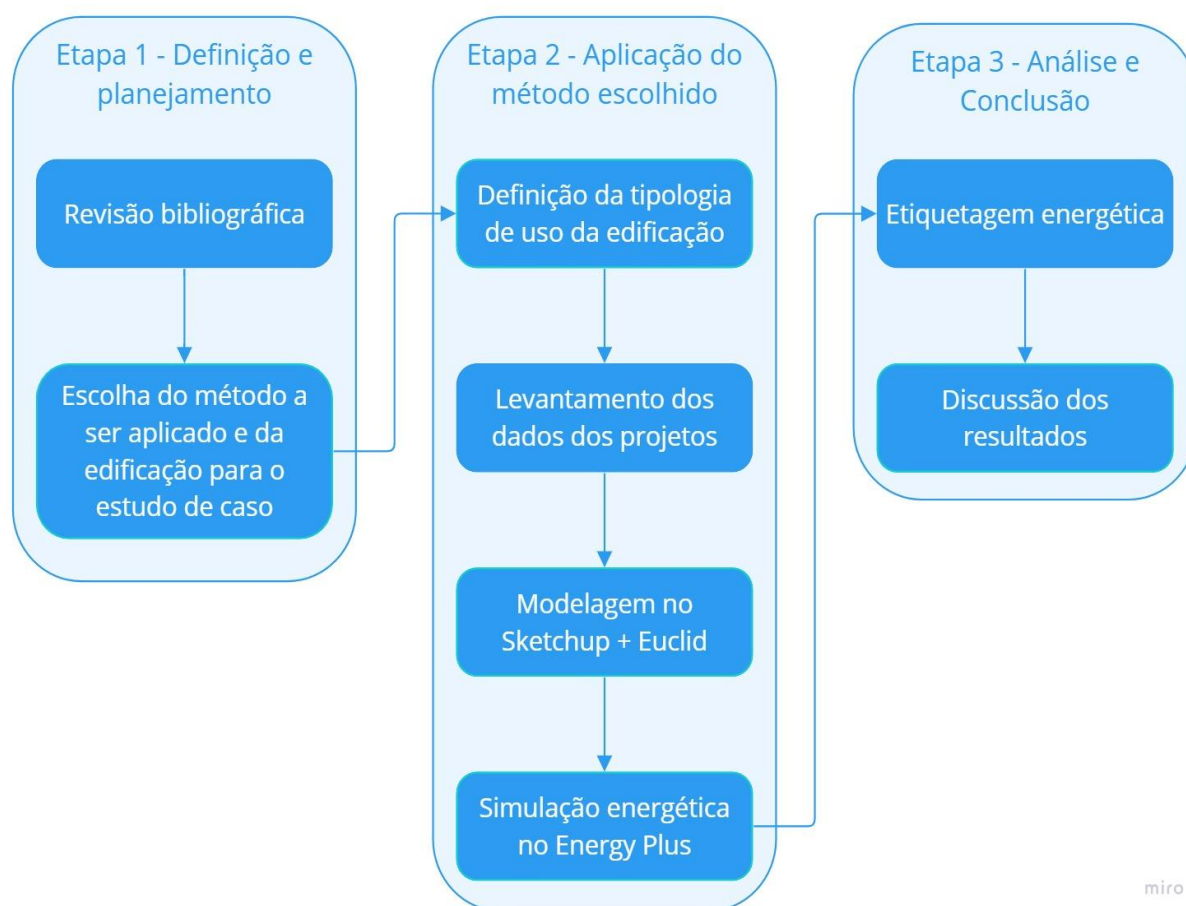 Etapa 1 - Definição e
planejamento
Revisão bibliográfica
Escolha do método a
ser aplicado e da
edificação para o
estudo de caso
Etapa 2 - Aplicação do
método escolhido
Definição da tipologia
de uso da edificação
Levantamento dos
dados dos projetos
Modelagem no
Sketchup + Euclid
Simulação energética
no Energy Plus
Etapa 3 - Análise e
Conclusão
Etiquetagem energética
Discussão dos
resultados
miro